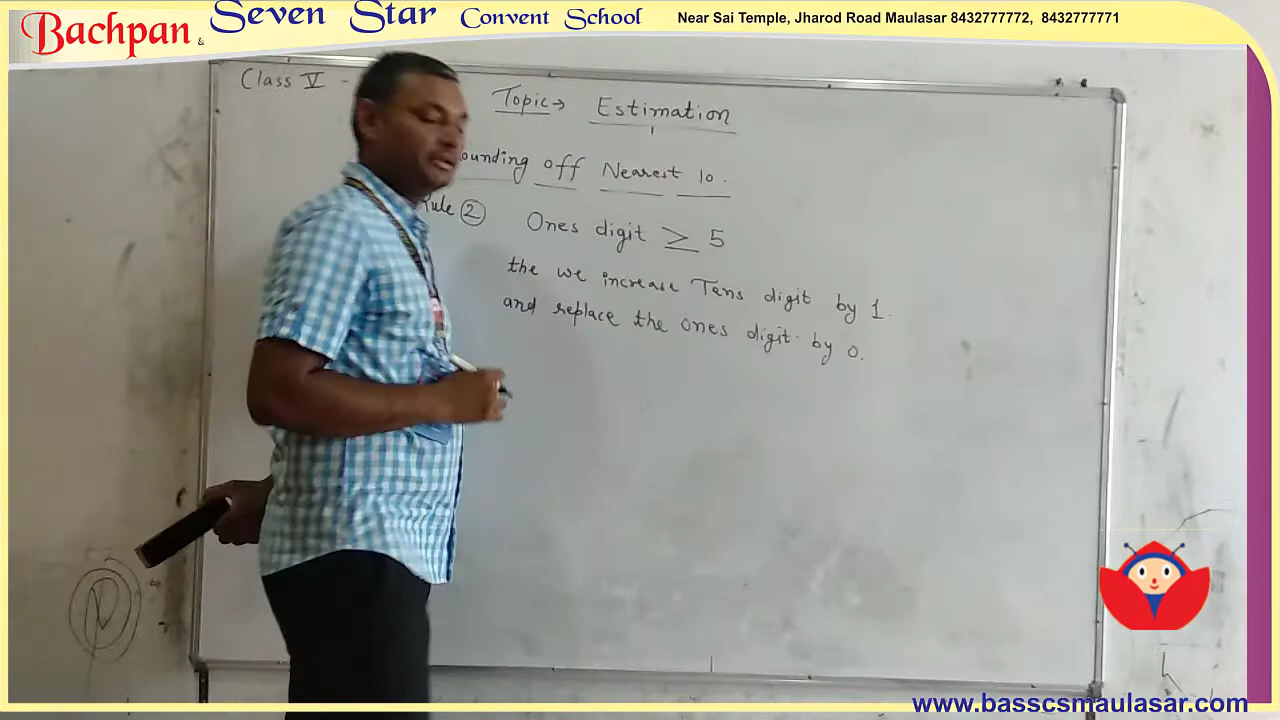 Bachpan & Seven Star Convent School Near Sai Temple, Jharod Road Maulasar 8432777772, 8432777771
Class V -
Topic → Estimation
ounding off Nearest 10.
Rule 2 Ones digit ≥ 5
the we increase Tens digit by 1.
and replace the ones digit by 0.
www.basscsmaulasar.com